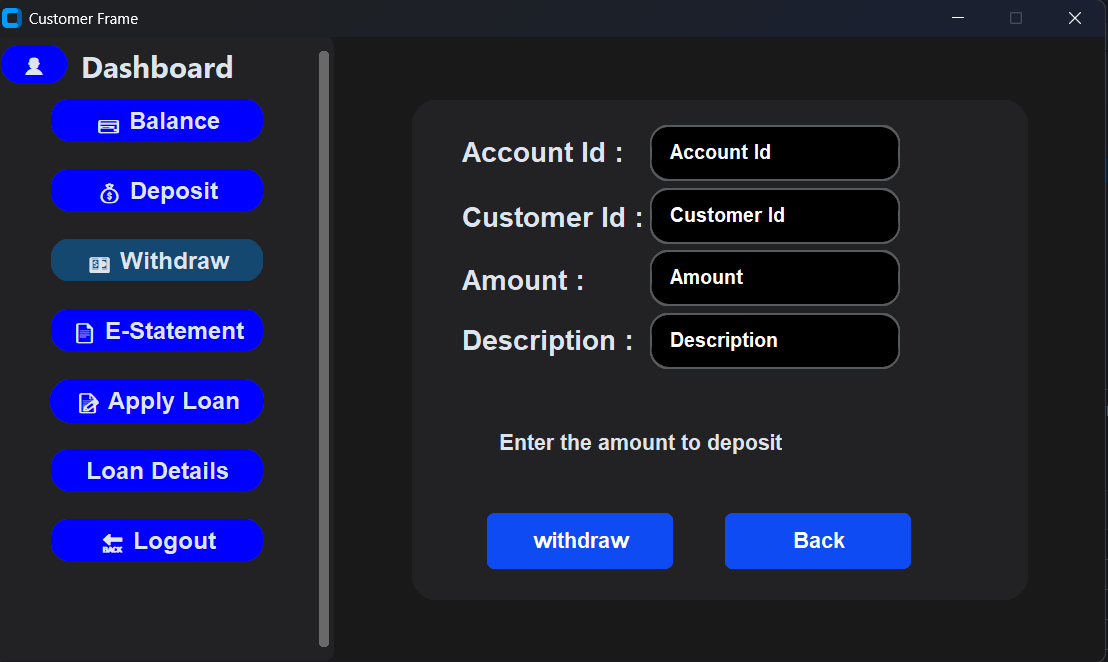 Customer Frame
Dashboard
Balance
Deposit
Withdraw
E-Statement
Apply Loan
Loan Details
BACK Logout
Account Id : Account Id
Customer Id : Customer Id
Amount : Amount
Description : Description
Enter the amount to deposit
withdraw Back